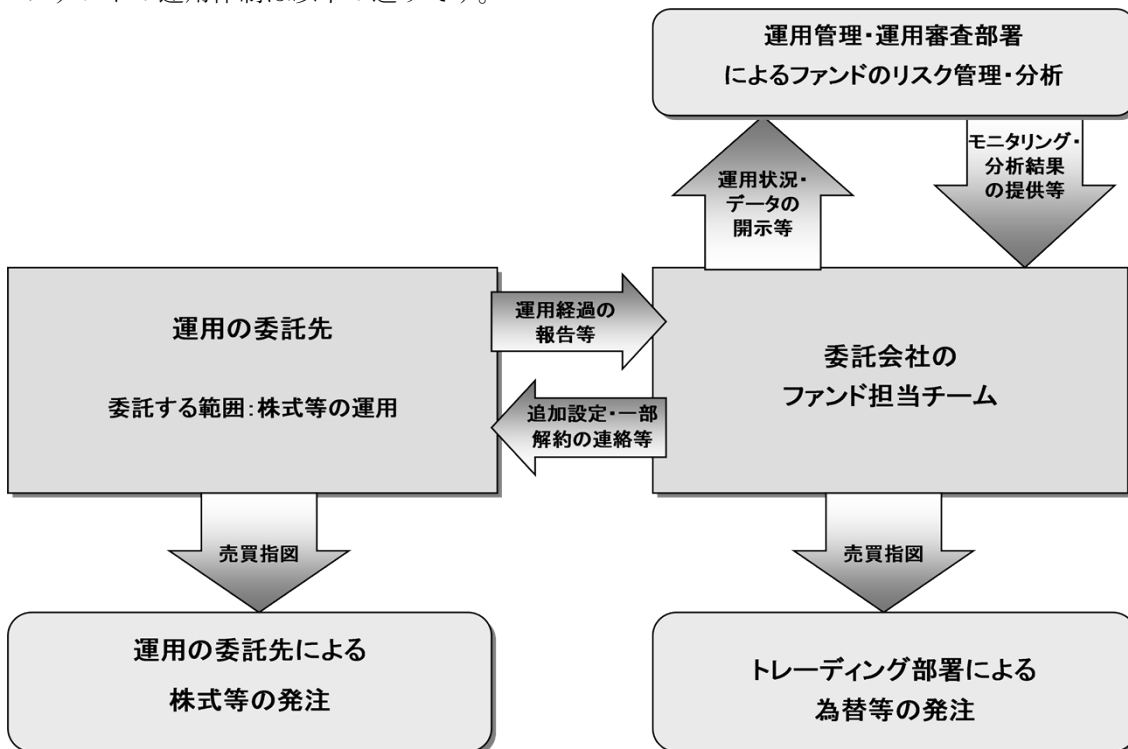 運用管理・運用審査部署
によるファンドのリスク管理・分析
運用状況・
データの
開示等
モニタリング・
分析結果
の提供等
運用の委託先
委託する範囲：株式等の運用
運用経過の
報告等
追加設定・一部
解約の連絡等
委託会社の
ファンド担当チーム
売買指図
売買指図
運用の委託先による
株式等の発注
トレーディング部署による
為替等の発注